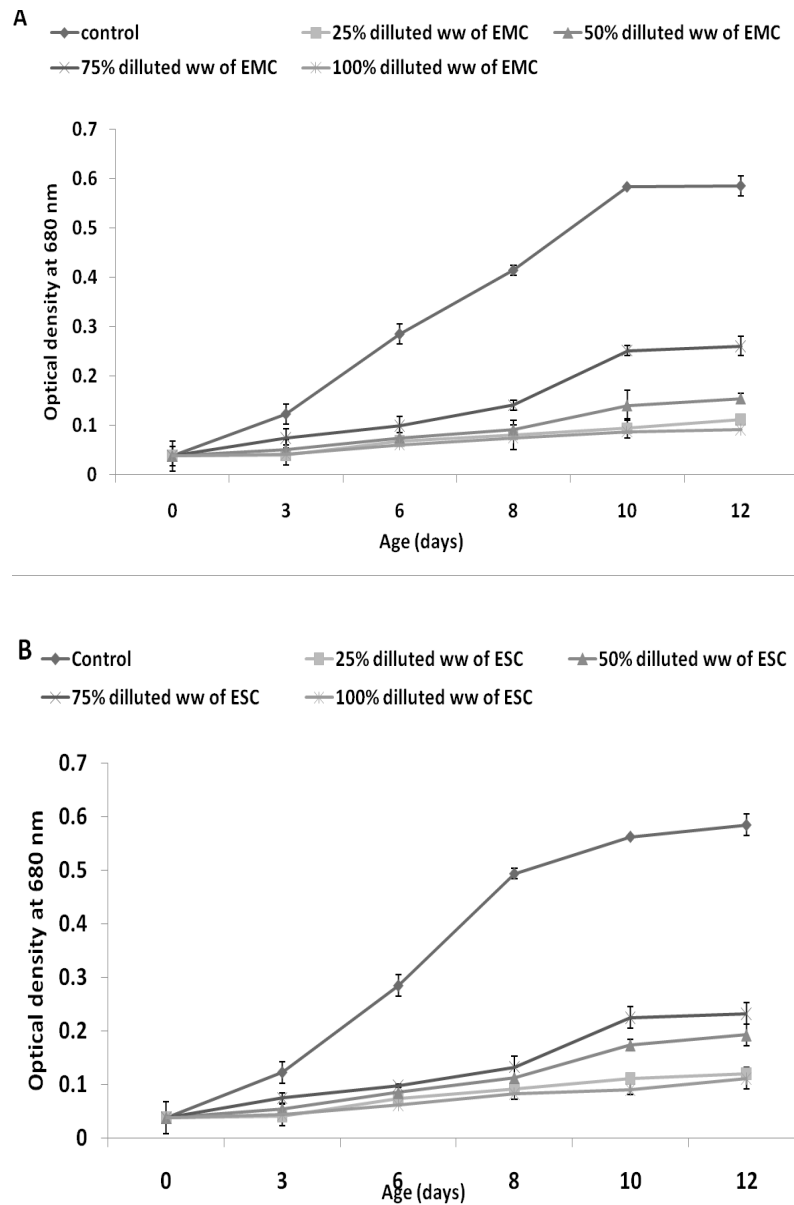 A
control
25% dilluted ww of EMC
50% dilluted ww of EMC
75% dilluted ww of EMC
100% dilluted ww of EMC
0.7
0.6
0.5
0.4
0.3
0.2
0.1
0
Optical density at 680 nm
0 3 6 8 10 12
Age (days)
B
Control
25% dilluted ww of ESC
50% dilluted ww of ESC
75% dilluted ww of ESC
100% dilluted ww of ESC
0.7
0.6
0.5
0.4
0.3
0.2
0.1
0
Optical density at 680 nm
0 3 6 8 10 12
Age (days)